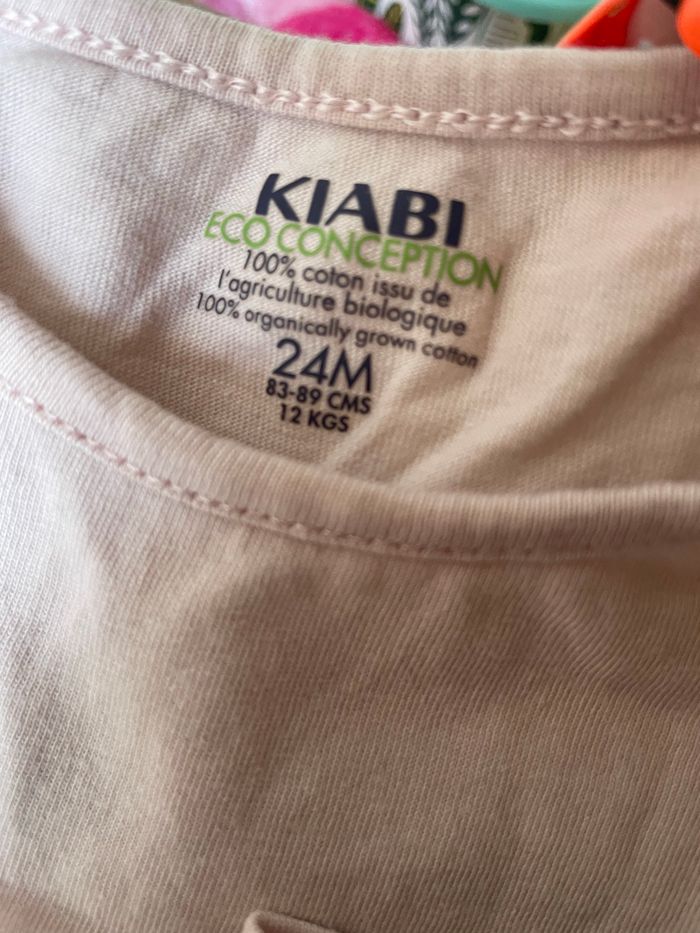 KIABI
ECO CONCEPTION
100% coton issu de
l'agriculture biologique
100% organically grown cotton
24M
83-89 CMS
12 KGS